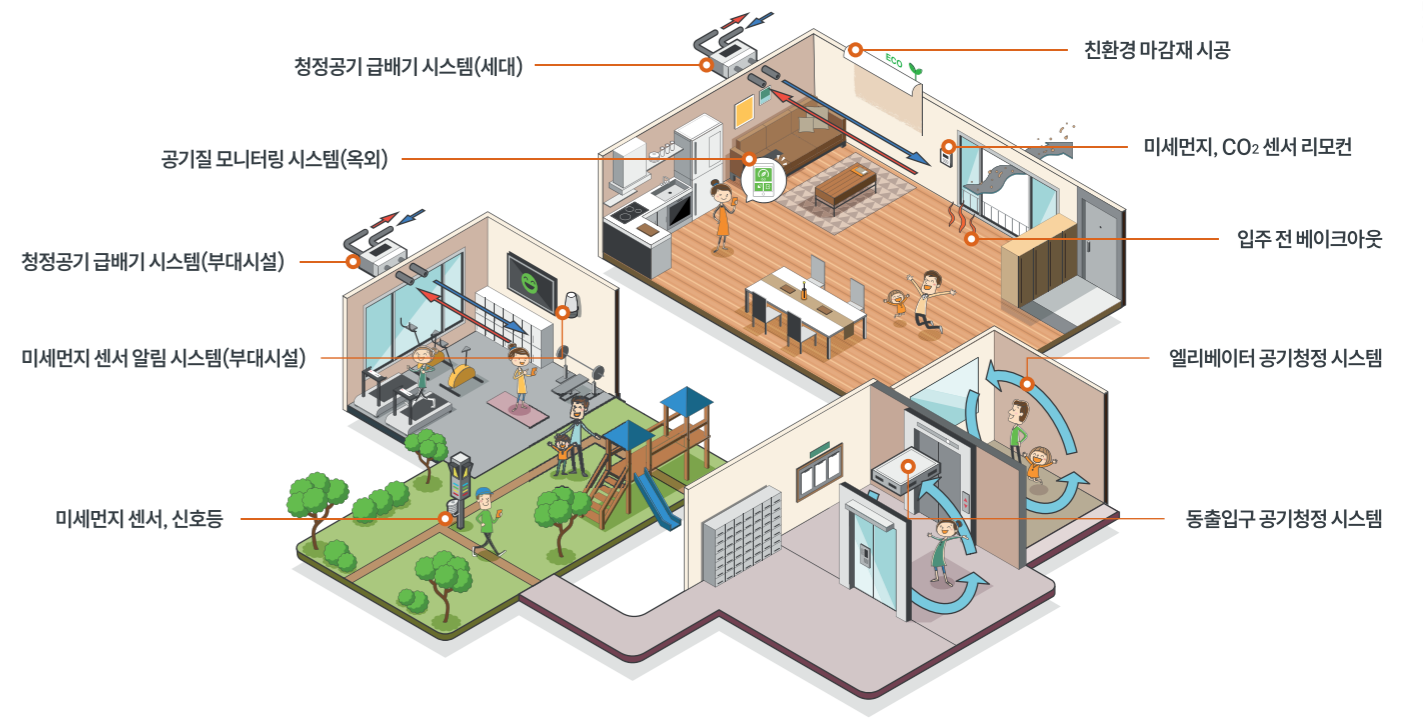 청정공기 급배기 시스템(세대)
친환경 마감재 시공
ECO
공기질 모니터링 시스템(옥외)
미세먼지, CO2 센서 리모컨
입주 전 베이크아웃
청정공기 급배기 시스템(부대시설)
미세먼지 센서 알림 시스템(부대시설)
엘리베이터 공기청정 시스템
미세먼지 센서, 신호등
동출입구 공기청정 시스템